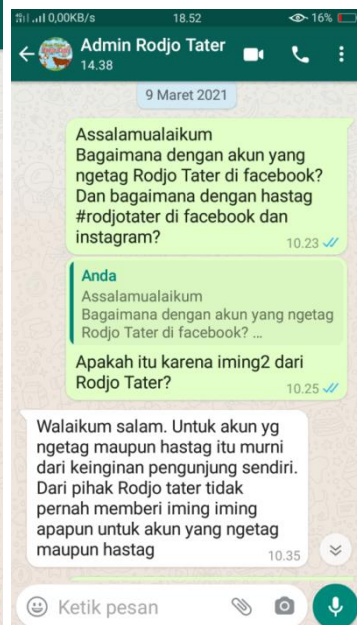 0,00KB/s 18.52 16%
Admin Rodjo Tater
14.38
9 Maret 2021
Assalamualaikum
Bagaimana dengan akun yang
ngetag Rodjo Tater di facebook?
Dan bagaimana dengan hastag
#rodjotater di facebook dan
instagram?
10.23
Anda
Assalamualaikum
Bagaimana dengan akun yang ngetag
Rodjo Tater di facebook? ...
Apakah itu karena iming2 dari
Rodjo Tater?
10.25
Walaikum salam. Untuk akun yg
ngetag maupun hastag itu murni
dari keinginan pengunjung sendiri.
Dari pihak Rodjo tater tidak
pernah memberi iming iming
apapun untuk akun yang ngetag
maupun hastag
10.35
Ketik pesan